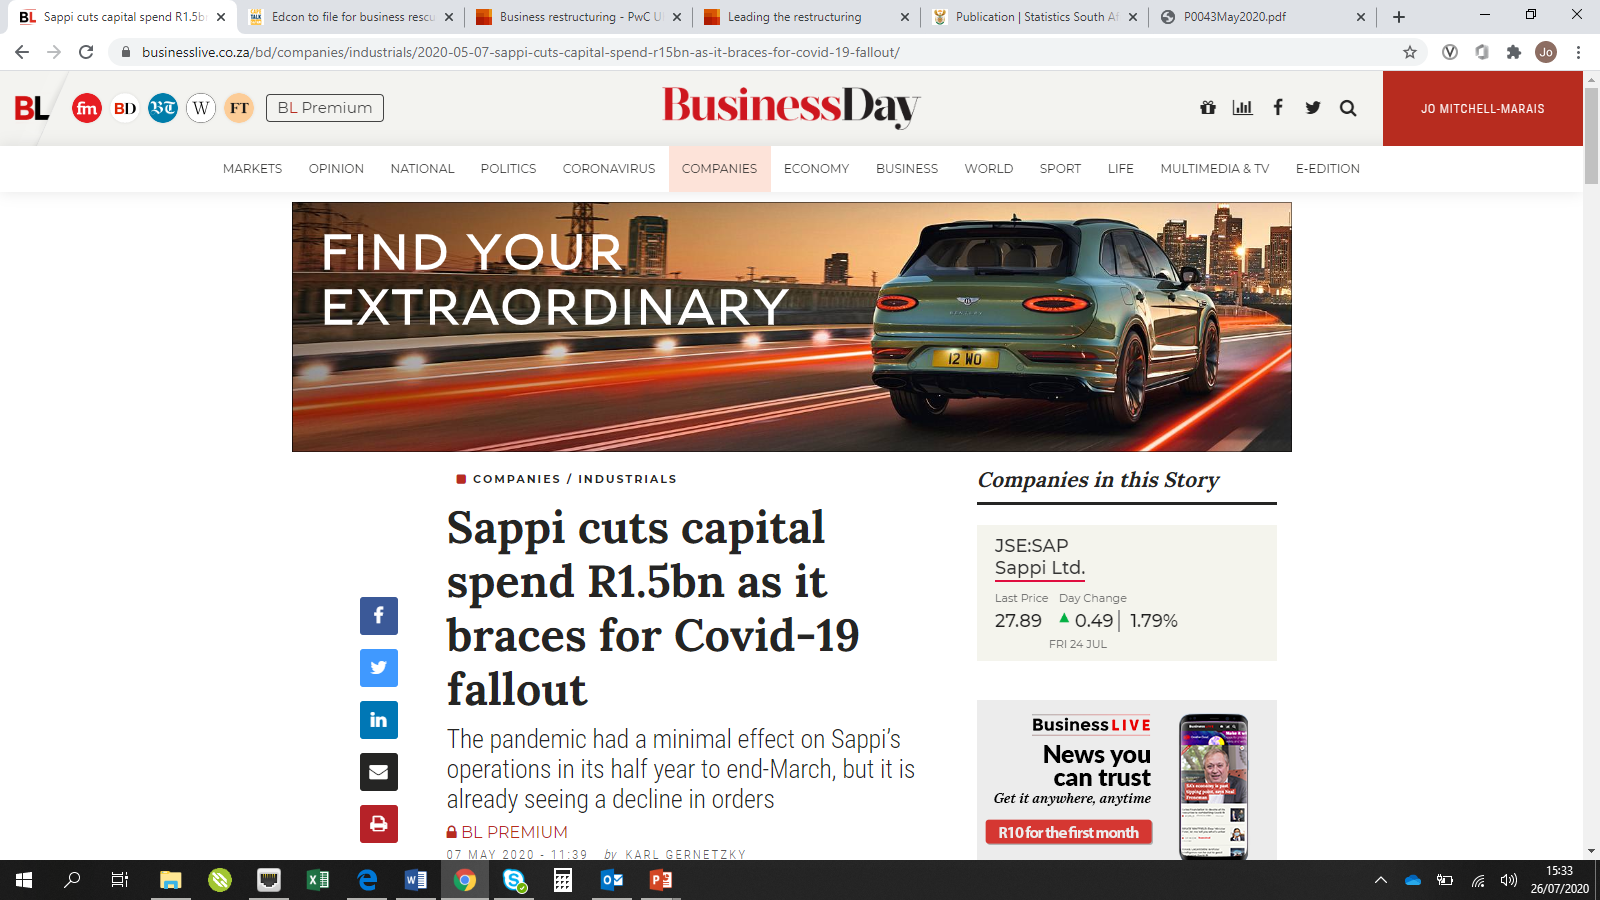 BL Sappi cuts capital spend R1.5b
Edcon to file for business rescu
Business restructuring - PwC U
Leading the restructuring
Publication | Statistics South Af
P0043May2020.pdf
businesslive.co.za/bd/companies/industrials/2020-05-07-sappi-cuts-capital-spend-r15bn-as-it-braces-for-covid-19-fallout/
Jo
BL fm BD BT W FT BL Premium
BusinessDay
JO MITCHELL-MARAIS
MARKETS OPINION NATIONAL POLITICS CORONAVIRUS COMPANIES ECONOMY BUSINESS WORLD SPORT LIFE MULTIMEDIA & TV E-EDITION
FIND YOUR
EXTRAORDINARY
BENTLEY
12 WO
COMPANIES / INDUSTRIALS
Sappi cuts capital
spend R1.5bn as it
braces for Covid-19
fallout
The pandemic had a minimal effect on Sappi’s
operations in its half year to end-March, but it is
already seeing a decline in orders
BL PREMIUM
07 MAY 2020 - 11:39 by KARL GERNETZKY
Companies in this Story
JSE:SAP
Sappi Ltd.
Last Price Day Change
27.89 0.49 | 1.79%
FRI 24 JUL
BusinessLIVE
News you
can trust
Get it anywhere, anytime
R10 for the first month
15:33
26/07/2020